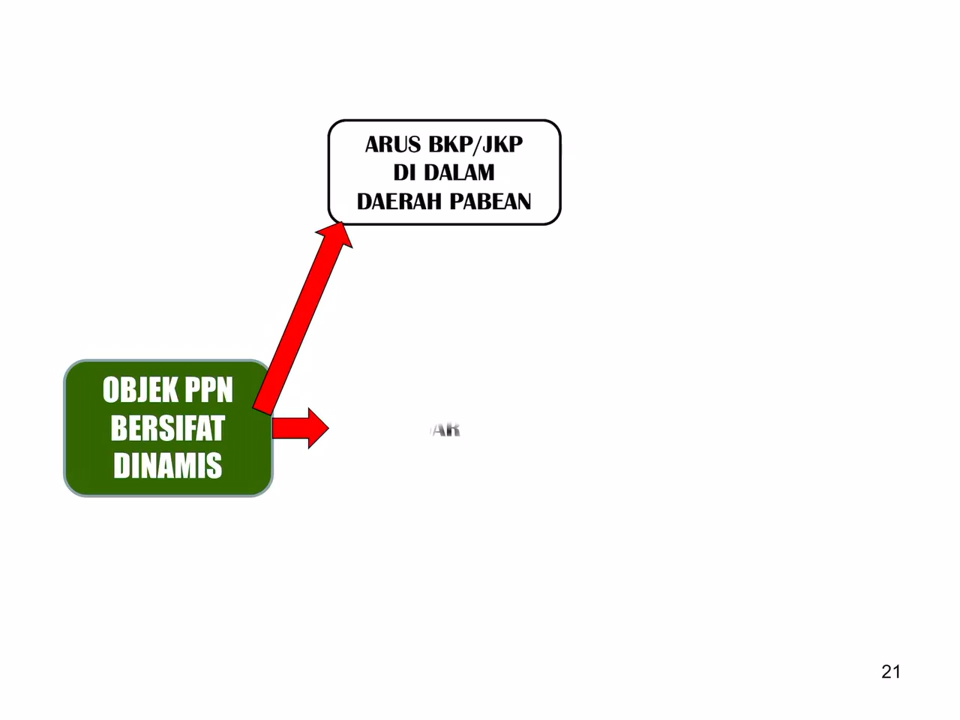 ARUS BKP/JKP
DI DALAM
DAERAH PABEAN
OBJEK PPN
BERSIFAT
DINAMIS
21